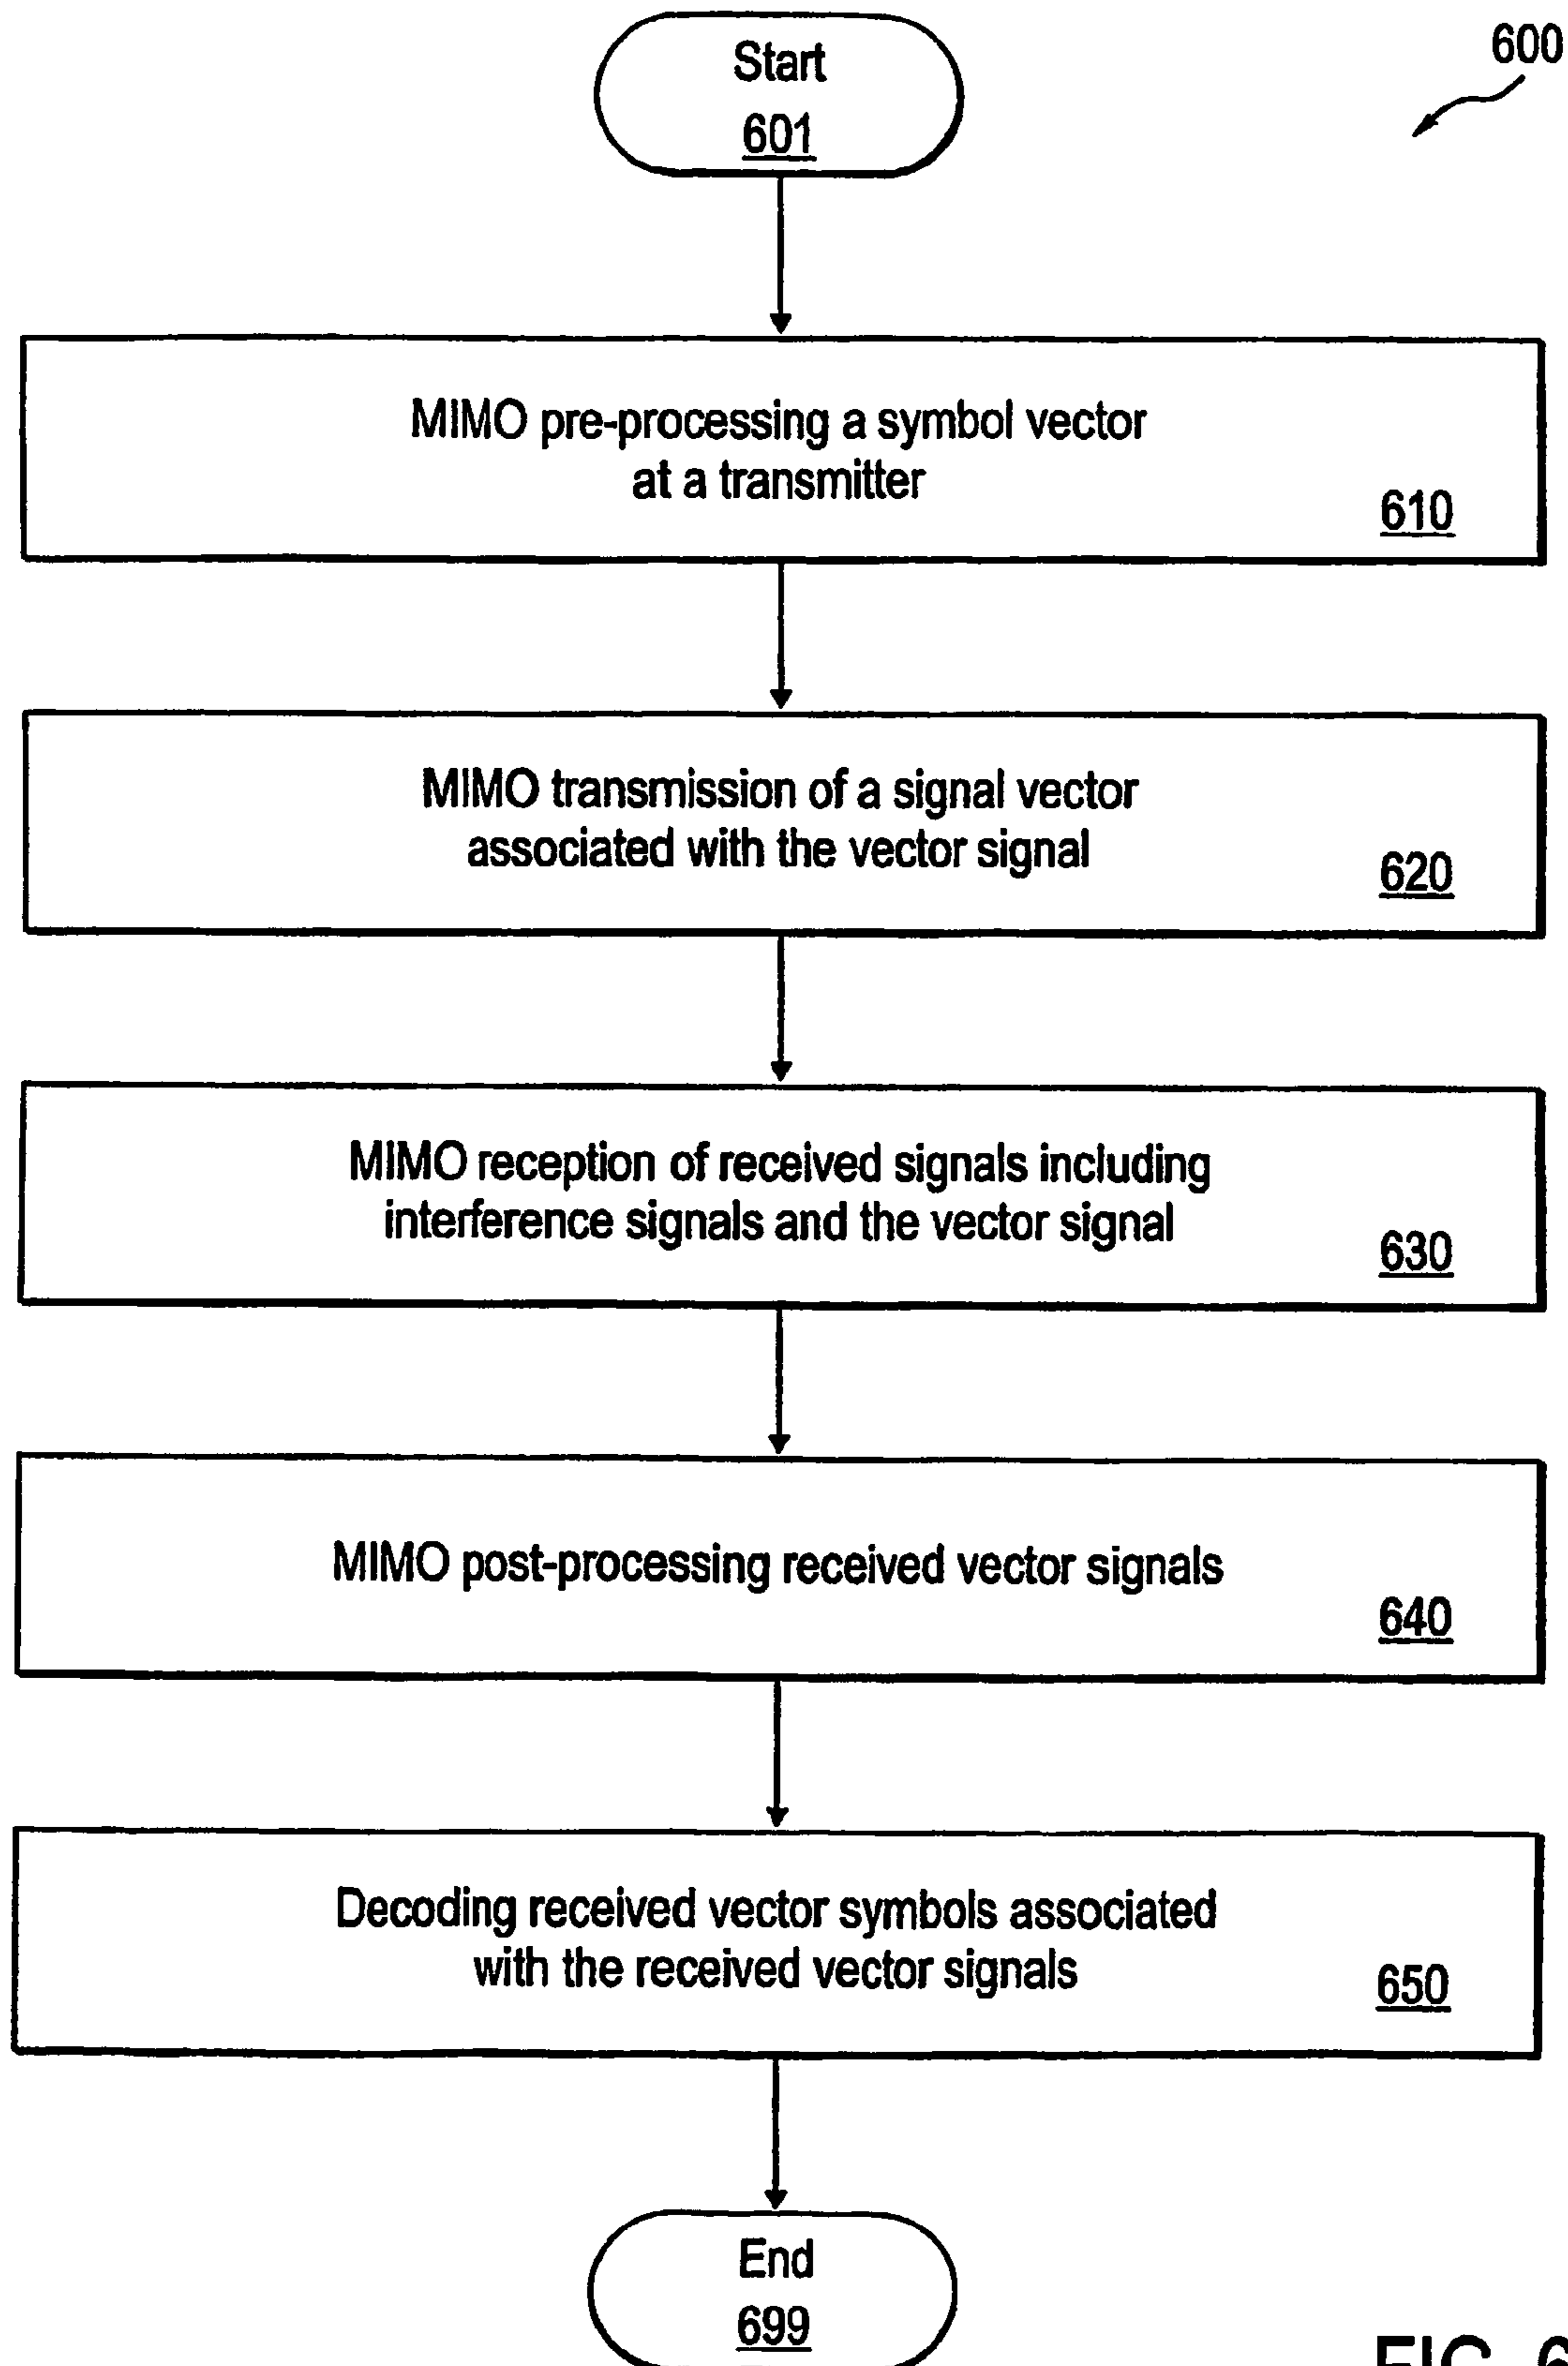 600
Start
601
MIMO pre-processing a symbol vector
at a transmitter
610
MIMO transmission of a signal vector
associated with the vector signal
620
MIMO reception of received signals including
interference signals and the vector signal
630
MIMO post-processing received vector signals
640
Decoding received vector symbols associated
with the received vector signals
650
End
699
FIG. 6